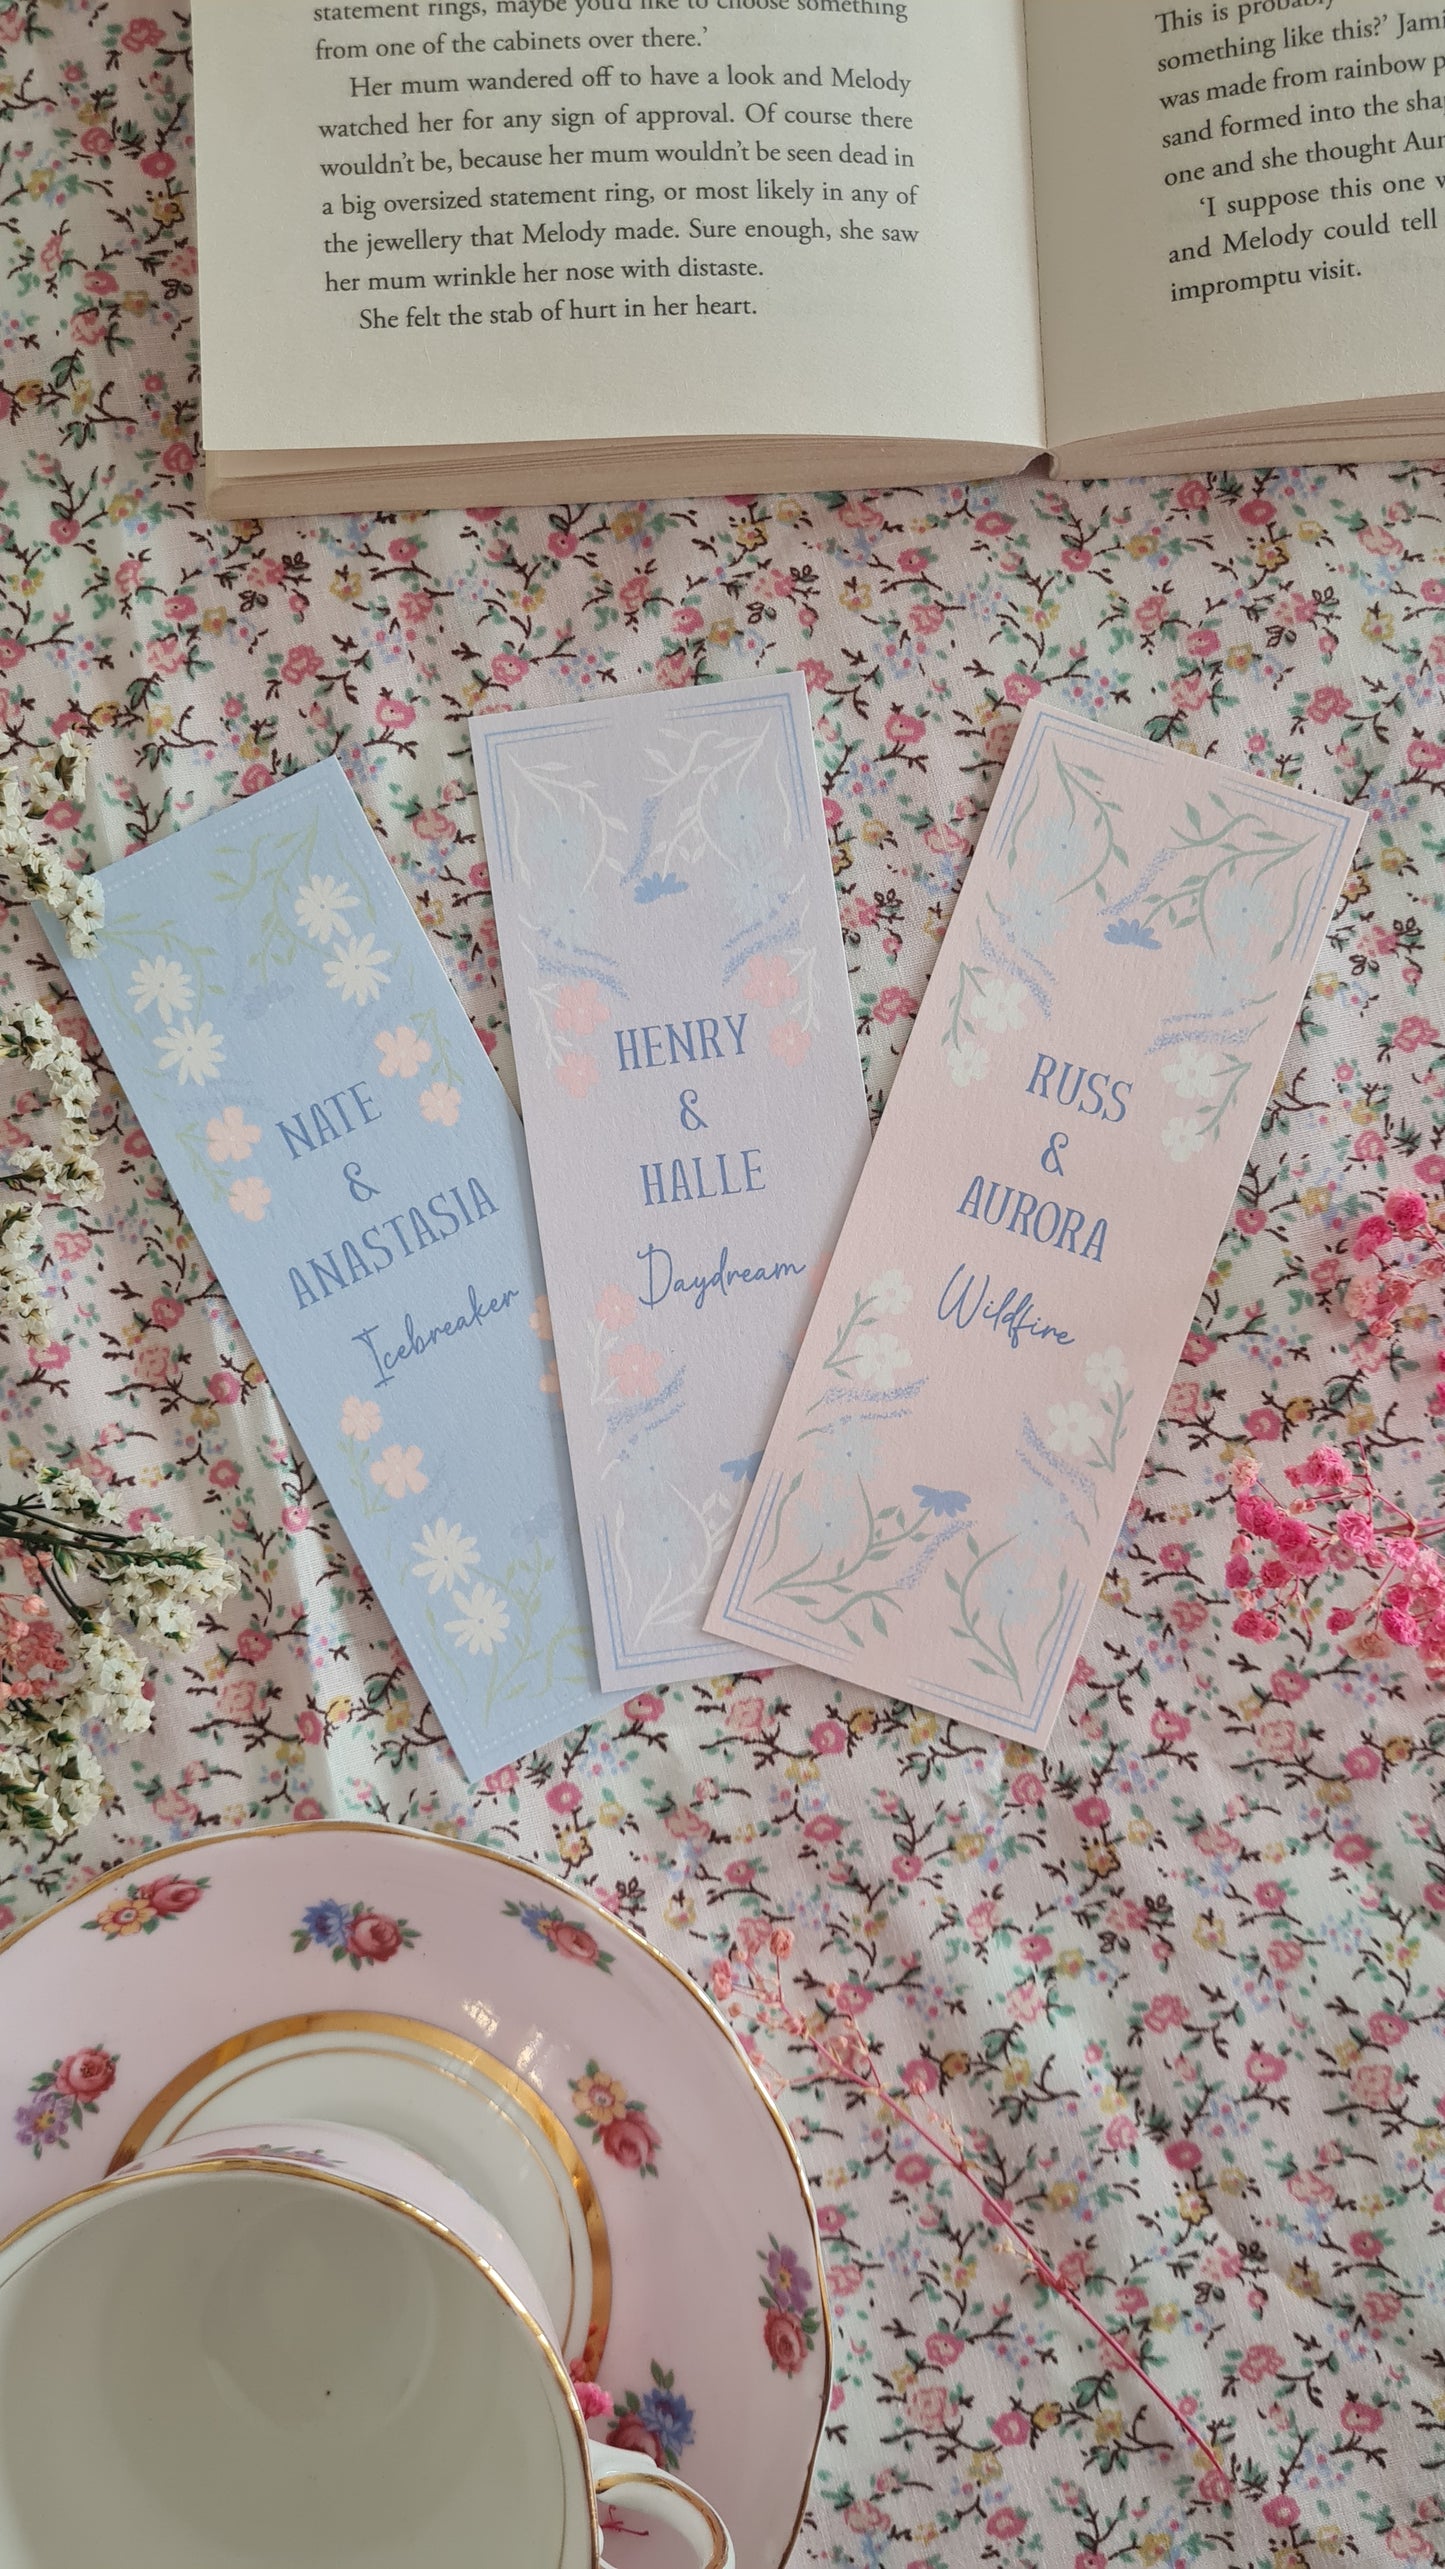 statement rings, maybe you'd like to choose something
from one of the cabinets over there.’
Her mum wandered off to have a look and Melody
watched her for any sign of approval. Of course there
wouldn’t be, because her mum wouldn’t be seen dead in
a big oversized statement ring, or most likely in any of
the jewellery that Melody made. Sure enough, she saw
her mum wrinkle her nose with distaste.
She felt the stab of hurt in her heart.
This is probably
something like this?’ Jami
was made from rainbow p
sand formed into the sha
one and she thought Aur
‘I suppose this one w
and Melody could tell
impromptu visit.
NATE
&
ANASTASIA
Icebreaker
HENRY
&
HALLE
Daydream
RUSS
&
AURORA
Wildfire